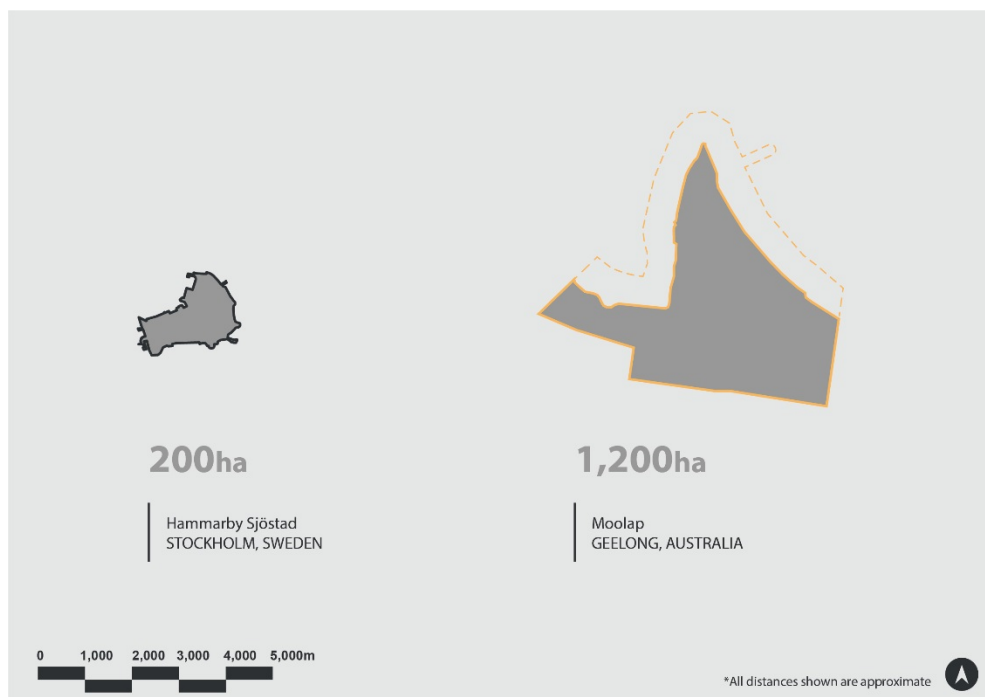 200ha
Hammarby Sjöstad
STOCKHOLM, SWEDEN
1,200ha
Moolap
GEELONG, AUSTRALIA
0 1,000 2,000 3,000 4,000 5,000m
*All distances shown are approximate